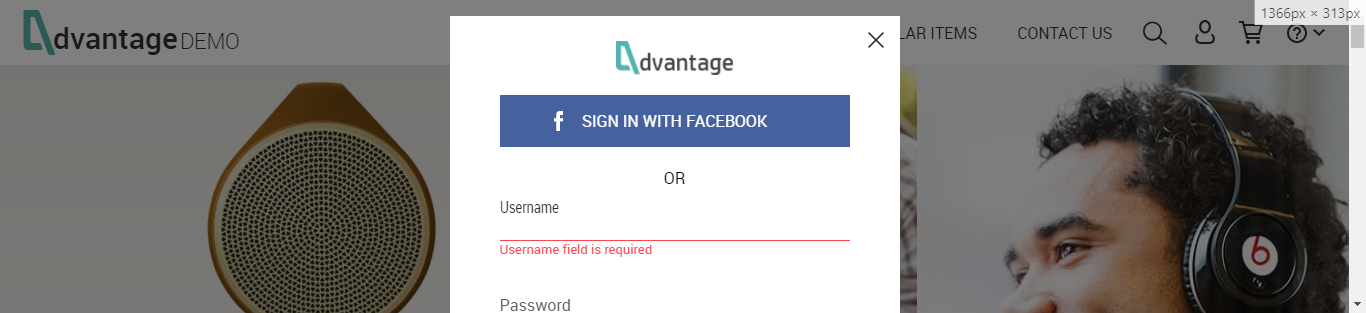 1366px × 313px
dvantage DEMO
LAR ITEMS
CONTACT US
dvantage
SIGN IN WITH FACEBOOK
OR
Username
Username field is required
Password